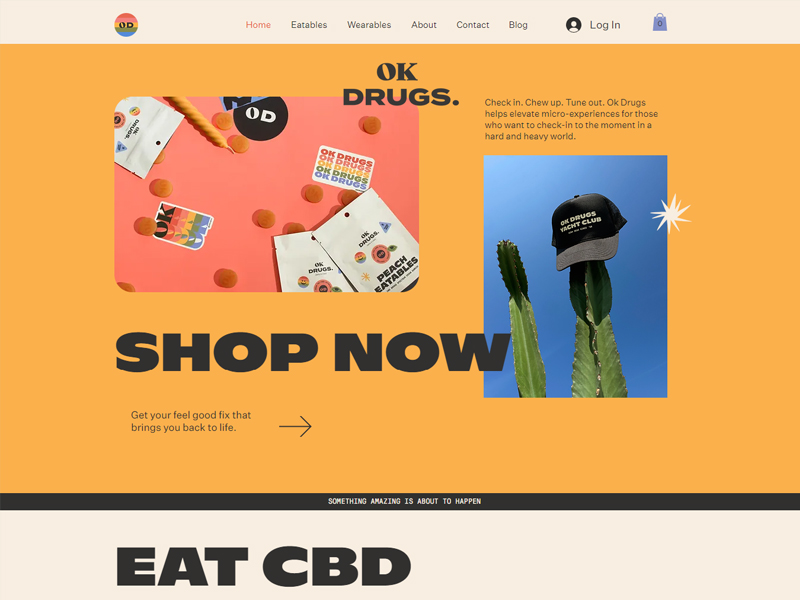 OD
Home Eatables Wearables About Contact Blog Log In 0
OK
DRUGS.
Check in. Chew up. Tune out. Ok Drugs
helps elevate micro-experiences for those
who want to check-in to the moment in a
hard and heavy world.
OD
OK DRUGS
OK DRUGS
OK DRUGS
OK DRUGS
OK DRUGS
OK
OK
DRUGS.
OK
DRUGS.
PEACH
EATABLES
OK DRUGS
YACHT CLUB
SHOP NOW
Get your feel good fix that
brings you back to life.
SOMETHING AMAZING IS ABOUT TO HAPPEN
EAT CBD